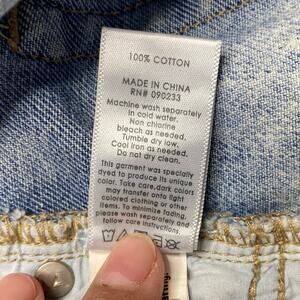 100% COTTON
MADE IN CHINA
RN# 090233
Machine wash separately
in cold water.
Non chlorine
bleach as needed.
Tumble dry low.
Cool iron as needed.
Do not dry clean.
This garment was specially
dyed to produce its unique
color. Take care.dark colors
may transfer onto light
colored clothing or other
items. To minimize fading,
please wash separately and
follow care instructions.